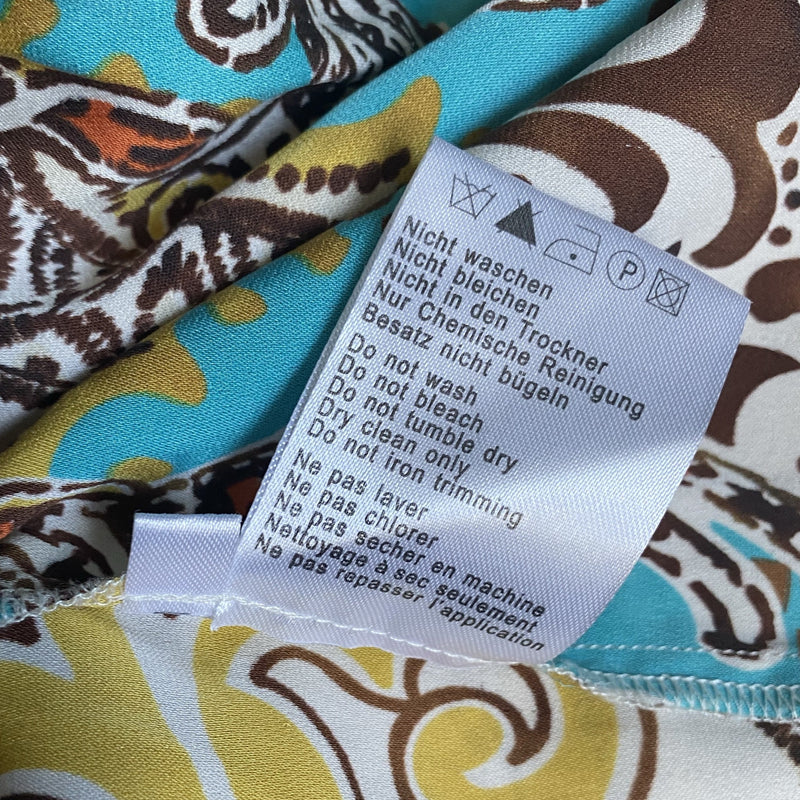 P
Nicht waschen
Nicht bleichen
Nicht in den Trockner
Nur Chemische Reinigung
Besatz nicht bügeln
Do not wash
Do not bleach
Do not tumble dry
Dry clean only
Do not iron trimming
Ne pas laver
Ne pas chlorer
Ne pas secher en machine
Nettoyage à sec seulement
Ne pas repasser l'application